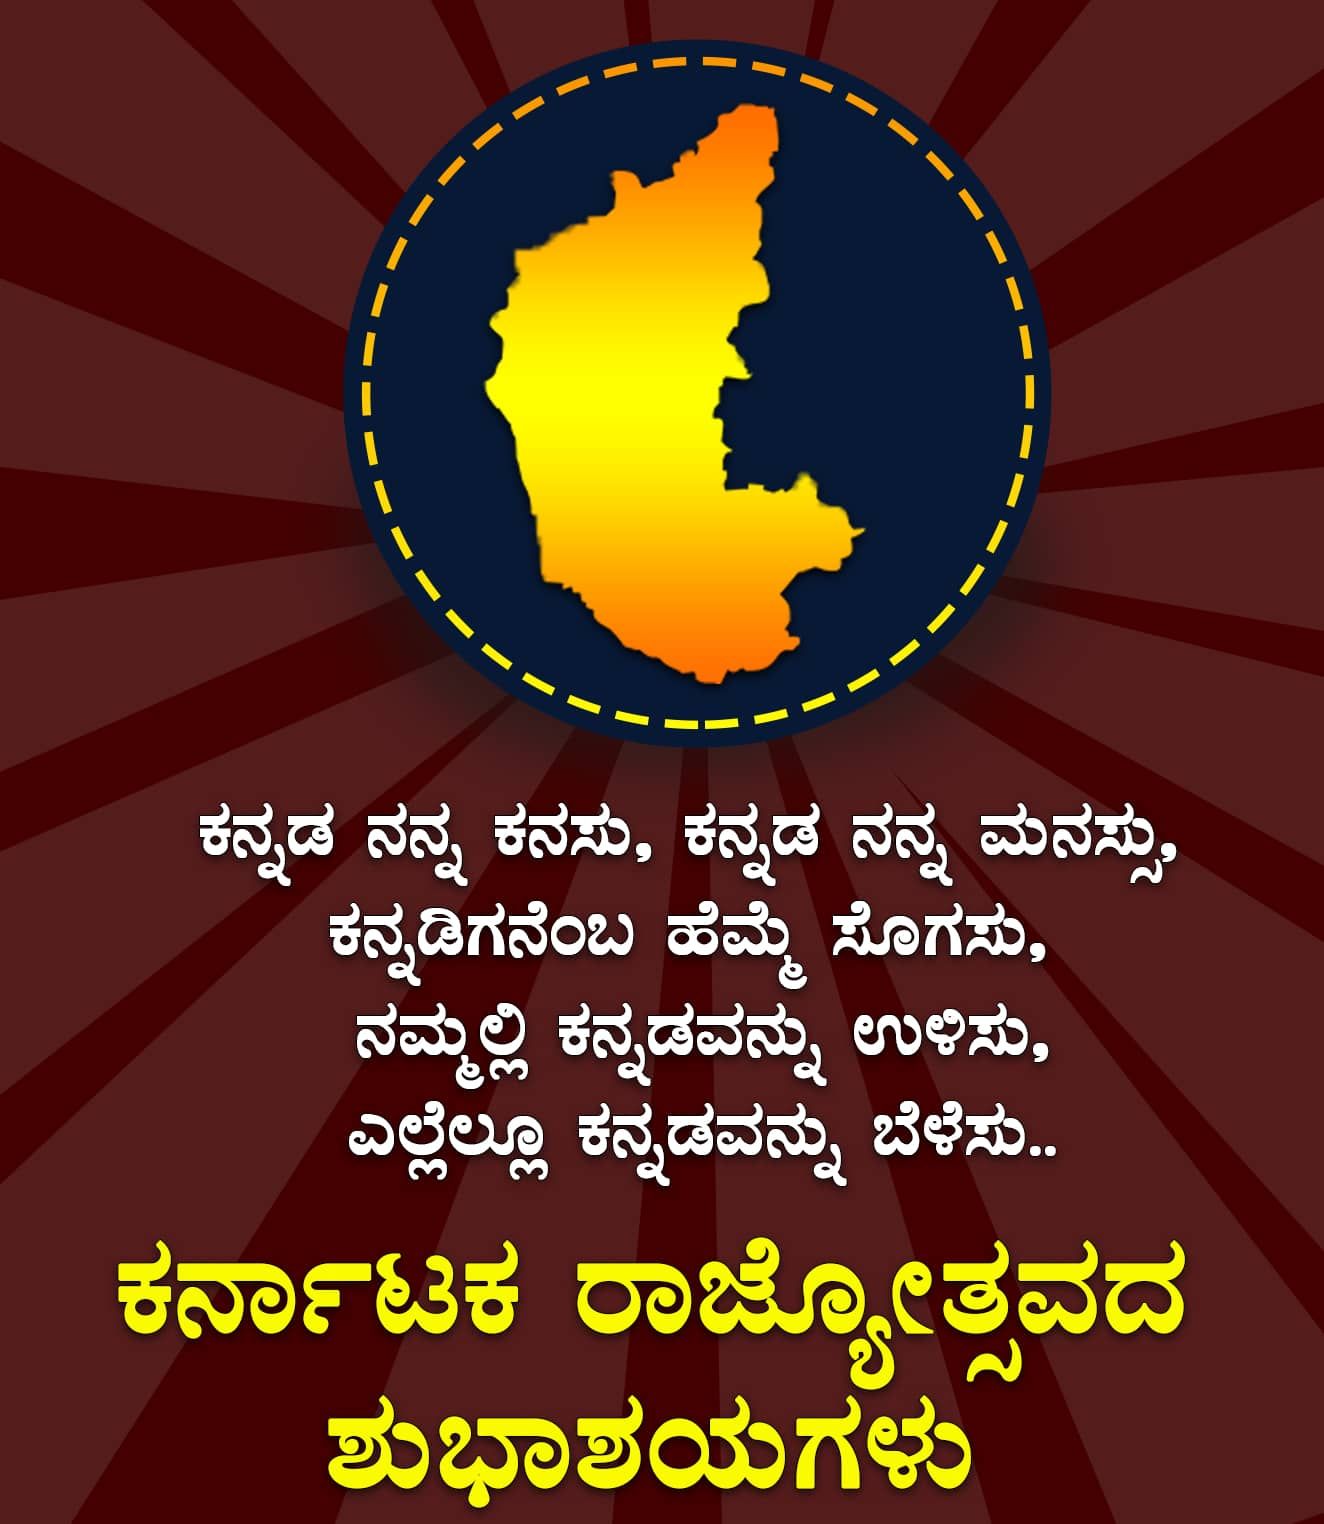 ಕನ್ನಡ ನನ್ನ ಕನಸು, ಕನ್ನಡ ನನ್ನ ಮನಸ್ಸು,
ಕನ್ನಡಿಗನೆಂಬ ಹೆಮ್ಮೆ ಸೊಗಸು,
ನಮ್ಮಲ್ಲಿ ಕನ್ನಡವನ್ನು ಉಳಿಸು,
ಎಲ್ಲೆಲ್ಲೂ ಕನ್ನಡವನ್ನು ಬೆಳೆಸು..
ಕರ್ನಾಟಕ ರಾಜ್ಯೋತ್ಸವದ
ಶುಭಾಶಯಗಳು